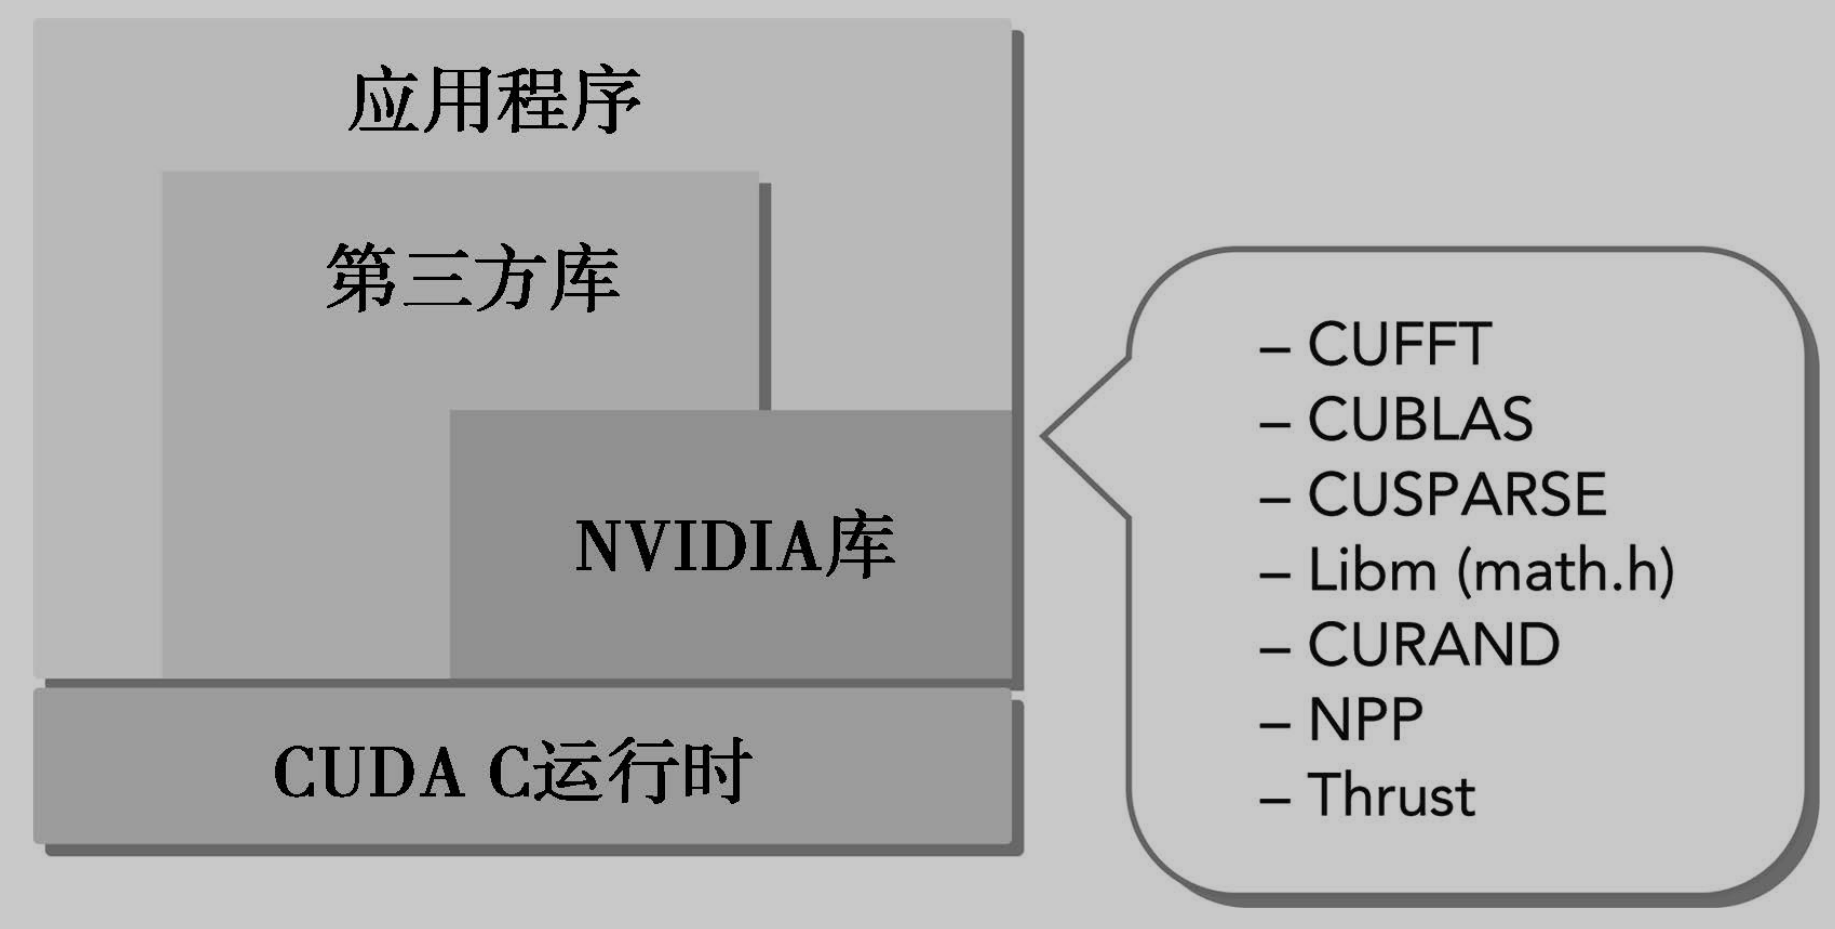 应用程序
第三方库
NVIDIA库
CUDA C运行时
– CUFFT
– CUBLAS
– CUSPARSE
– Libm (math.h)
– CURAND
– NPP
– Thrust